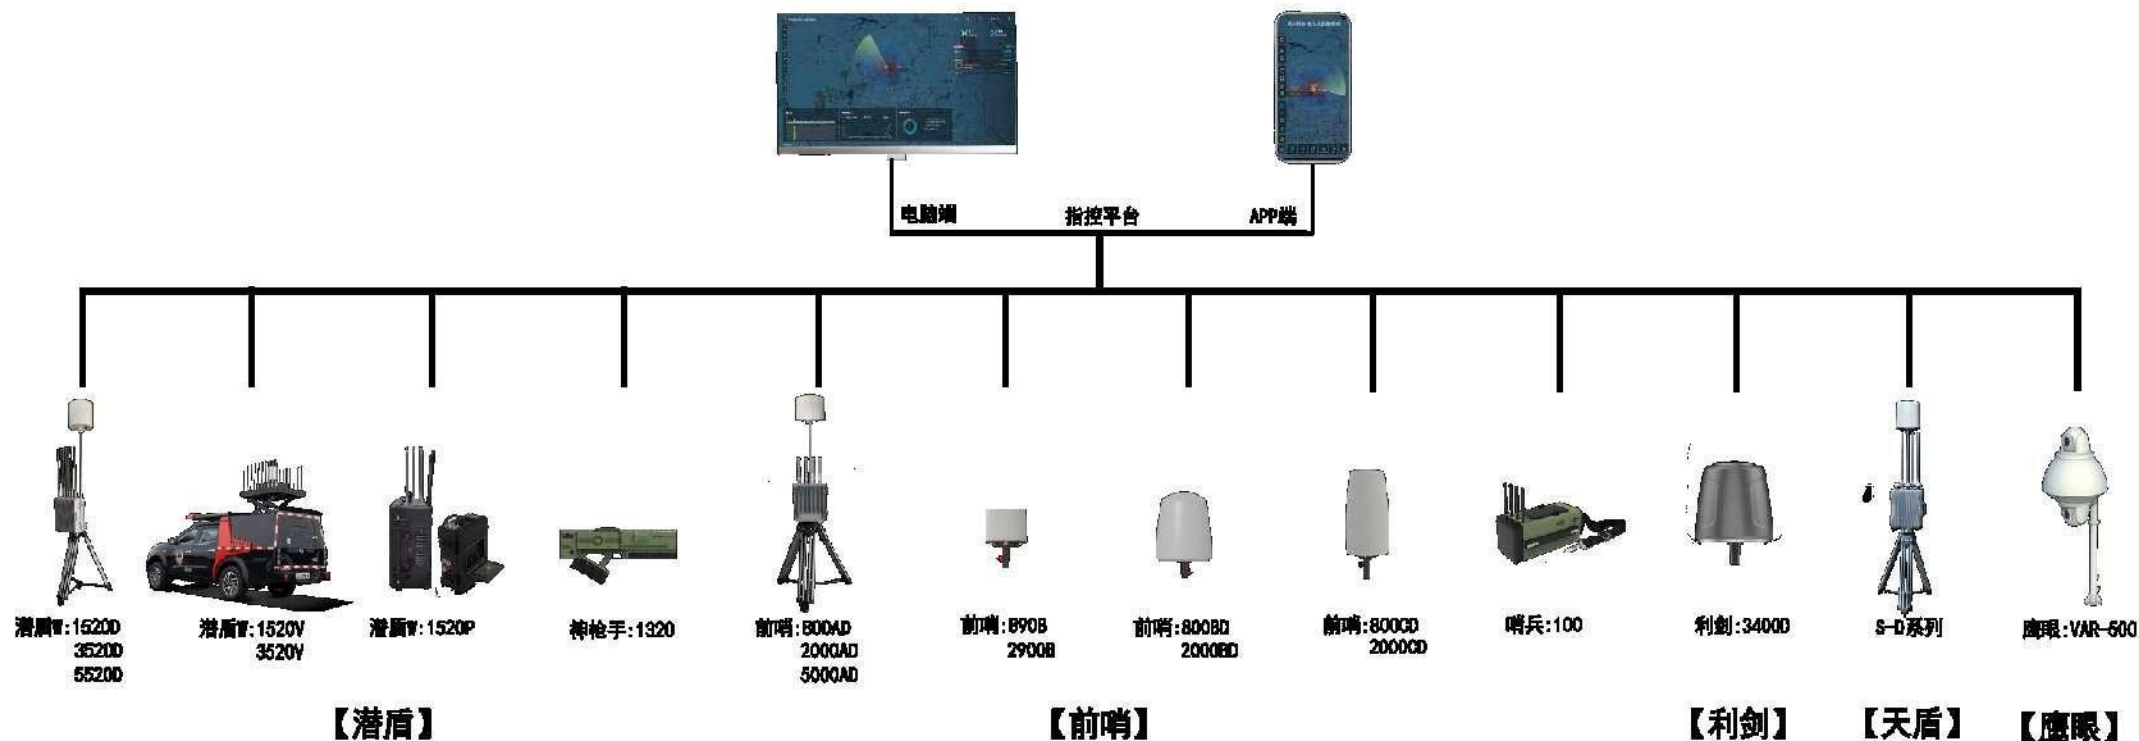 电脑端
指控平台
APP端
潜盾W:1520D
3520D
5520D
潜盾W:1520V
3520V
潜盾W:1520P
神枪手:1320
前哨:800AD
2000AD
5000AD
前哨:890B
2900B
前哨:800BD
2000BD
前哨:800CD
2000CD
哨兵:100
利剑:3400D
S-D系列
鹰眼:VAR-500
【潜盾】
【前哨】
【利剑】
【天盾】
【鹰眼】